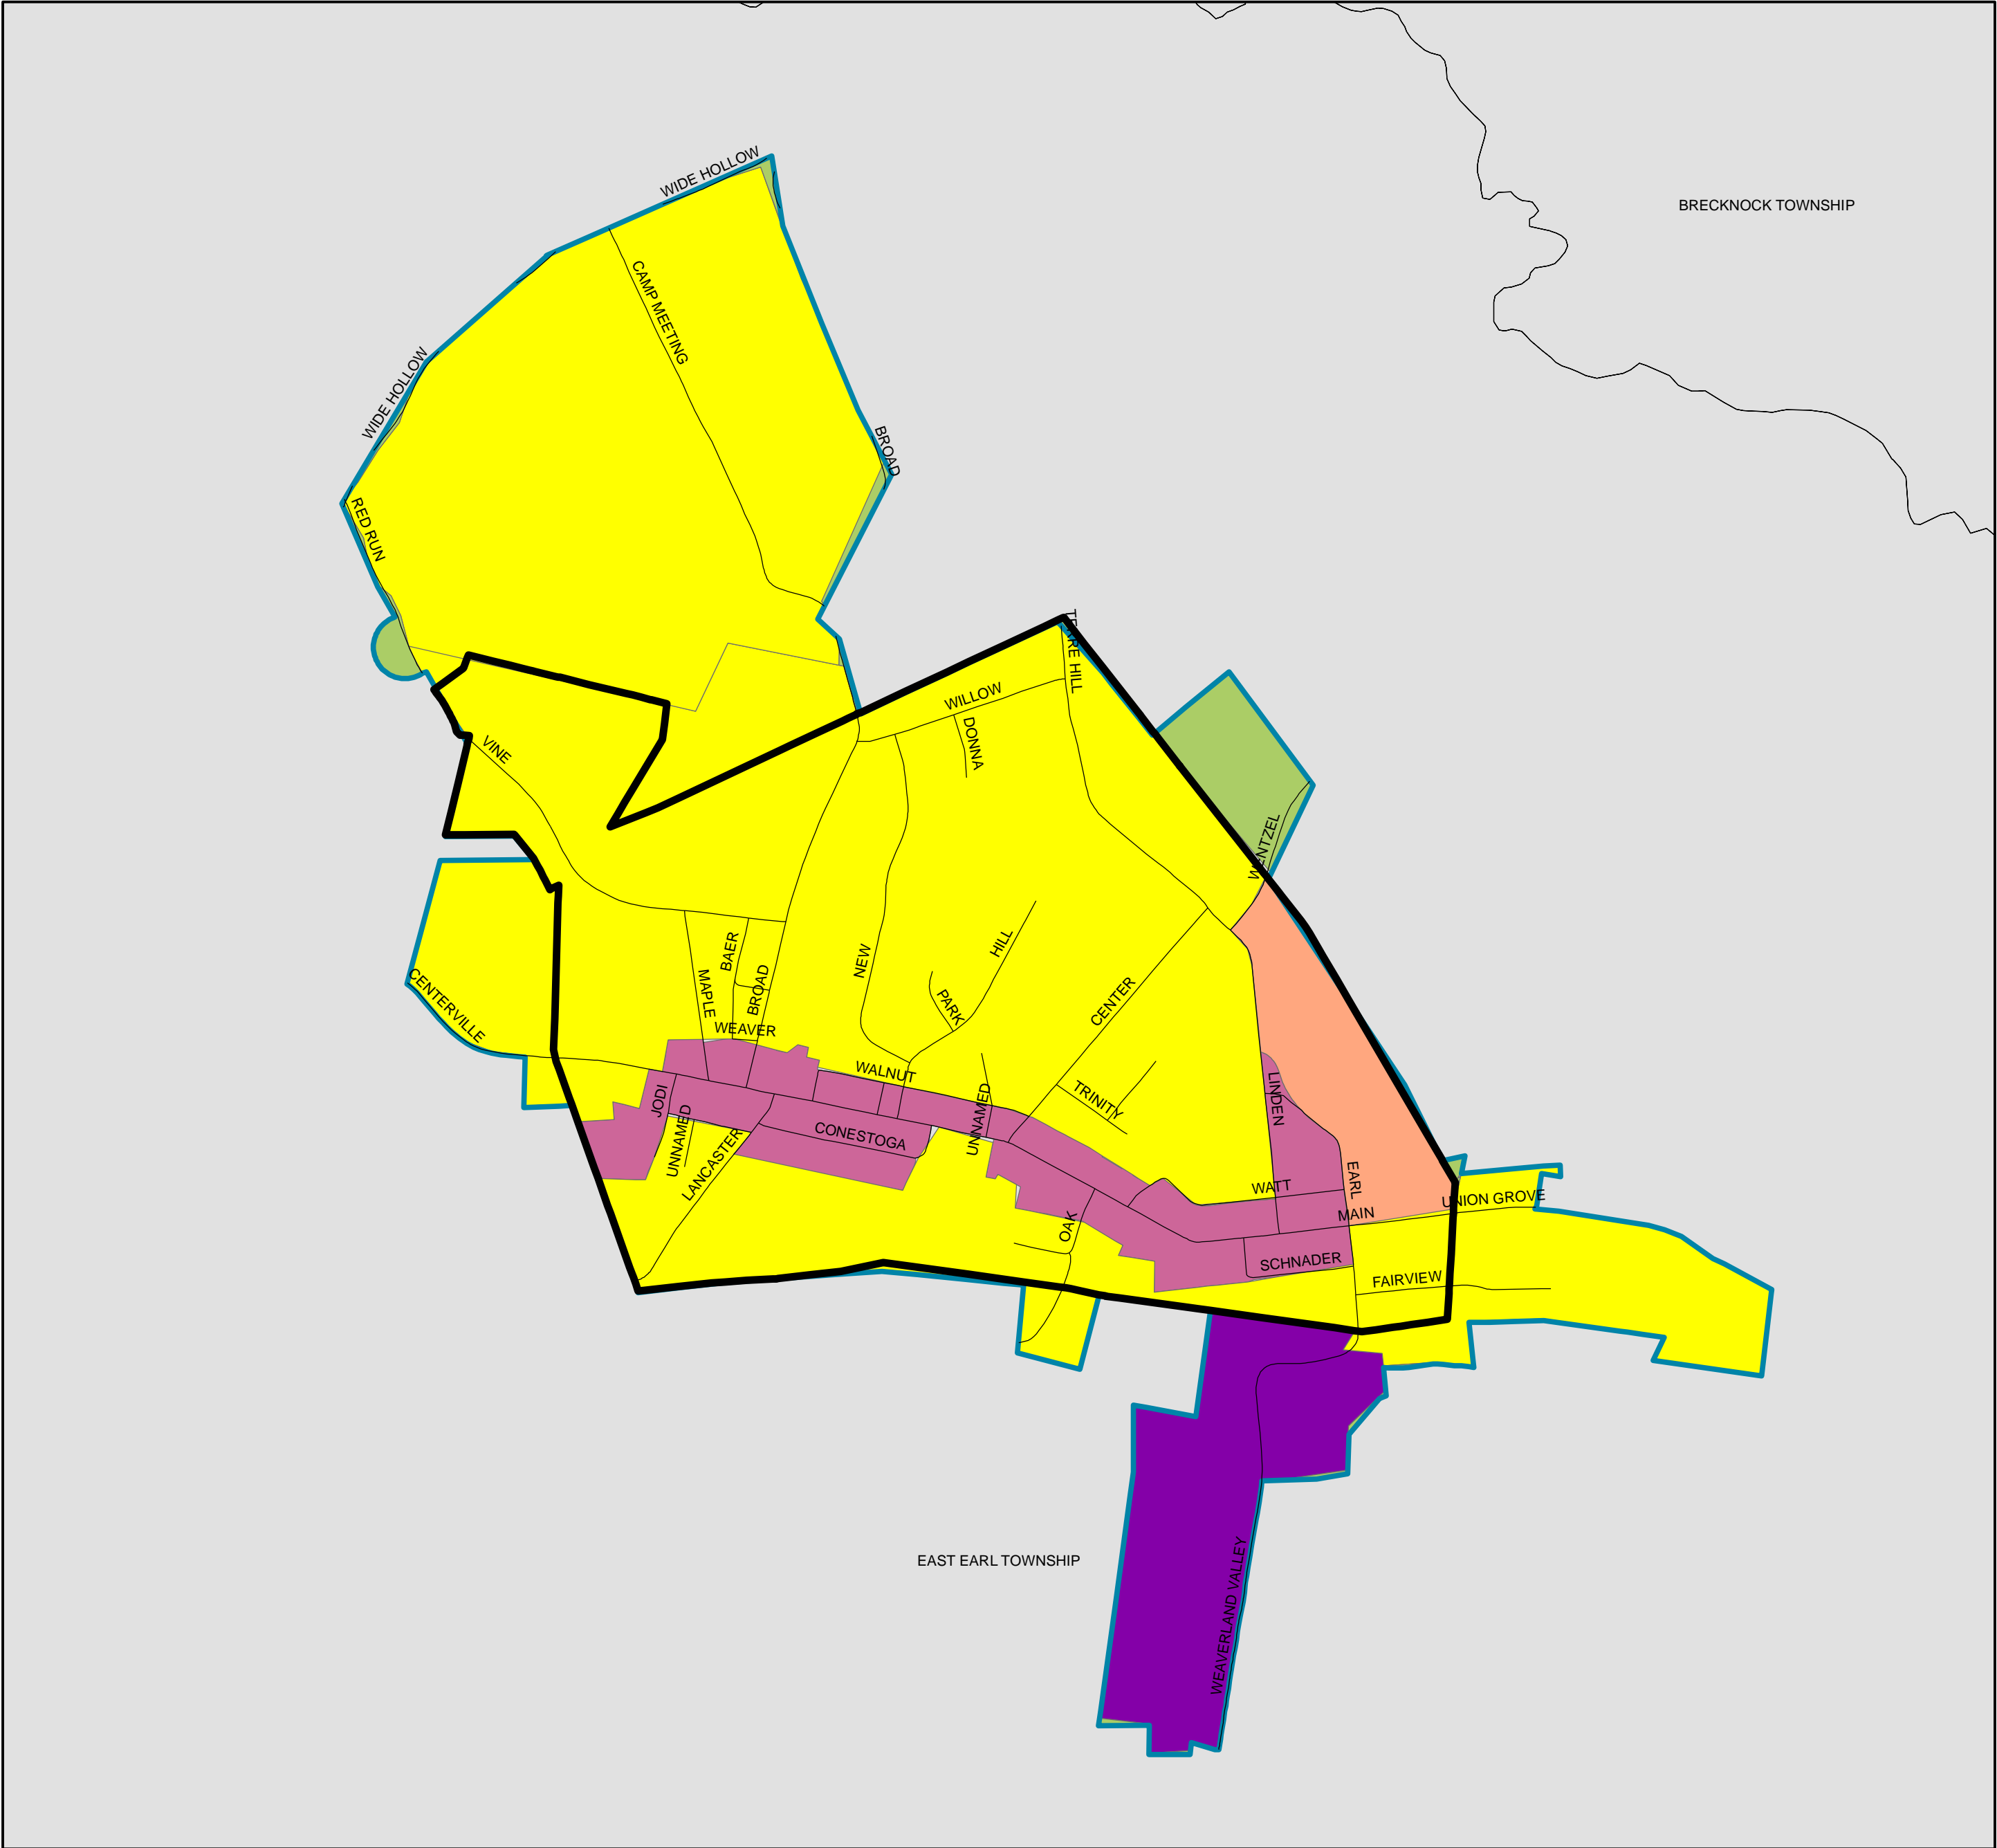 WIDE HOLLOW
BRECKNOCK TOWNSHIP
CAMP MEETING
WIDE HOLLOW
BROAD
RED RUN
TERRE HILL
WILLOW
DONNA
VINE
WENTZEL
BAER
HILL
NEW
BROAD
MAPLE
PARK
CENTER
CENTERVILLE
WEAVER
WALNUT
JODI
TRINITY
LINDEN
UNNAMED
UNNAMED
CONESTOGA
LANCASTER
EARL
WATT
UNION GROVE
MAIN
OAK
SCHNADER
FAIRVIEW
EAST EARL TOWNSHIP
WEAVERLAND VALLEY